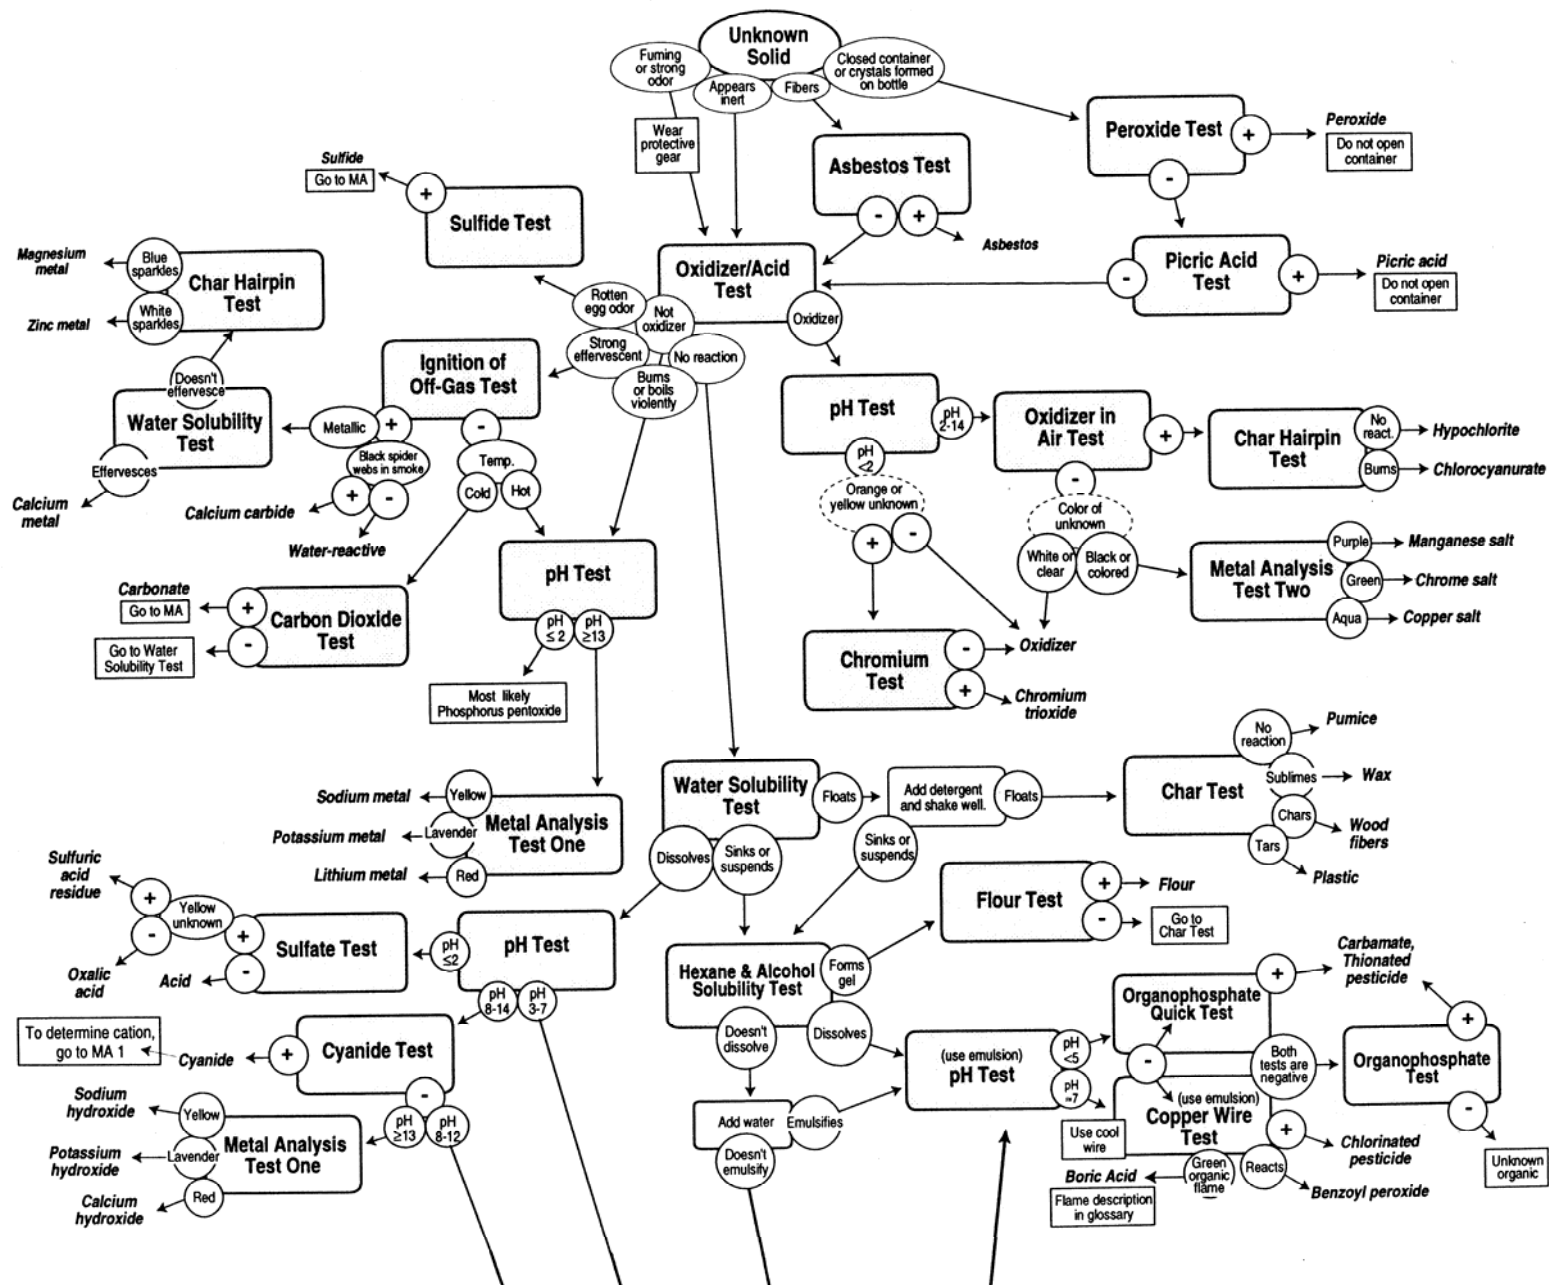 Unknown
Solid
Fuming
or strong
odor
Appears
inert
Fibers
Closed container
or crystals formed
on bottle
Wear
protective
gear
Asbestos Test
-
+
Asbestos
Peroxide Test
+
-
Peroxide
Do not open
container
Picric Acid
Test
-
+
Picric acid
Do not open
container
Sulfide
Go to MA
+
Sulfide Test
Oxidizer/Acid
Test
Rotten
egg odor
Not
oxidizer
Oxidizer
Strong
effervescent
No reaction
Burns
or boils
violently
Magnesium
metal
Blue
sparkles
Char Hairpin
Test
Zinc metal
White
sparkles
Doesn't
effervesce
Water Solubility
Test
Effervesces
Calcium
metal
Ignition of
Off-Gas Test
Metallic
+
-
Black spider
webs in smoke
+
-
Calcium carbide
Water-reactive
Temp.
Cold
Hot
pH Test
pH
2-14
pH
<2
Orange or
yellow unknown
+
-
Oxidizer in
Air Test
+
-
Color of
unknown
White or
clear
Black or
colored
Char Hairpin
Test
No
react.
Burns
Hypochlorite
Chlorocyanurate
Metal Analysis
Test Two
Purple
Green
Aqua
Manganese salt
Chrome salt
Copper salt
pH Test
pH
≤ 2
pH
≥13
Carbonate
Go to MA
+
-
Carbon Dioxide
Test
Go to Water
Solubility Test
Most likely
Phosphorus pentoxide
Chromium
Test
-
+
Oxidizer
Chromium
trioxide
Water Solubility
Test
Floats
Add detergent
and shake well.
Floats
Dissolves
Sinks or
suspends
Sinks or
suspends
Char Test
No
reaction
Sublimes
Chars
Tars
Pumice
Wax
Wood
fibers
Plastic
Sodium metal
Yellow
Potassium metal
Lavender
Lithium metal
Red
Metal Analysis
Test One
Sulfuric
acid
residue
+
-
Yellow
unknown
+
-
Sulfate Test
Oxalic
acid
Acid
pH
≤2
pH Test
pH
8-14
pH
3-7
Flour Test
+
-
Flour
Go to
Char Test
Hexane & Alcohol
Solubility Test
Forms
gel
Doesn't
dissolve
Dissolves
To determine cation,
go to MA 1
Cyanide
+
Cyanide Test
-
pH
≥13
pH
8-12
Sodium
hydroxide
Yellow
Potassium
hydroxide
Lavender
Calcium
hydroxide
Red
Metal Analysis
Test One
Add water
Emulsifies
Doesn't
emulsify
(use emulsion)
pH Test
pH
<5
pH
=7
Organophosphate
Quick Test
+
-
Carbamate,
Thionated
pesticide
Both
tests are
negative
Organophosphate
Test
+
-
Unknown
organic
(use emulsion)
Copper Wire
Test
Use cool
wire
+
Chlorinated
pesticide
Reacts
Benzoyl peroxide
Green
organic
flame
Boric Acid
Flame description
in glossary